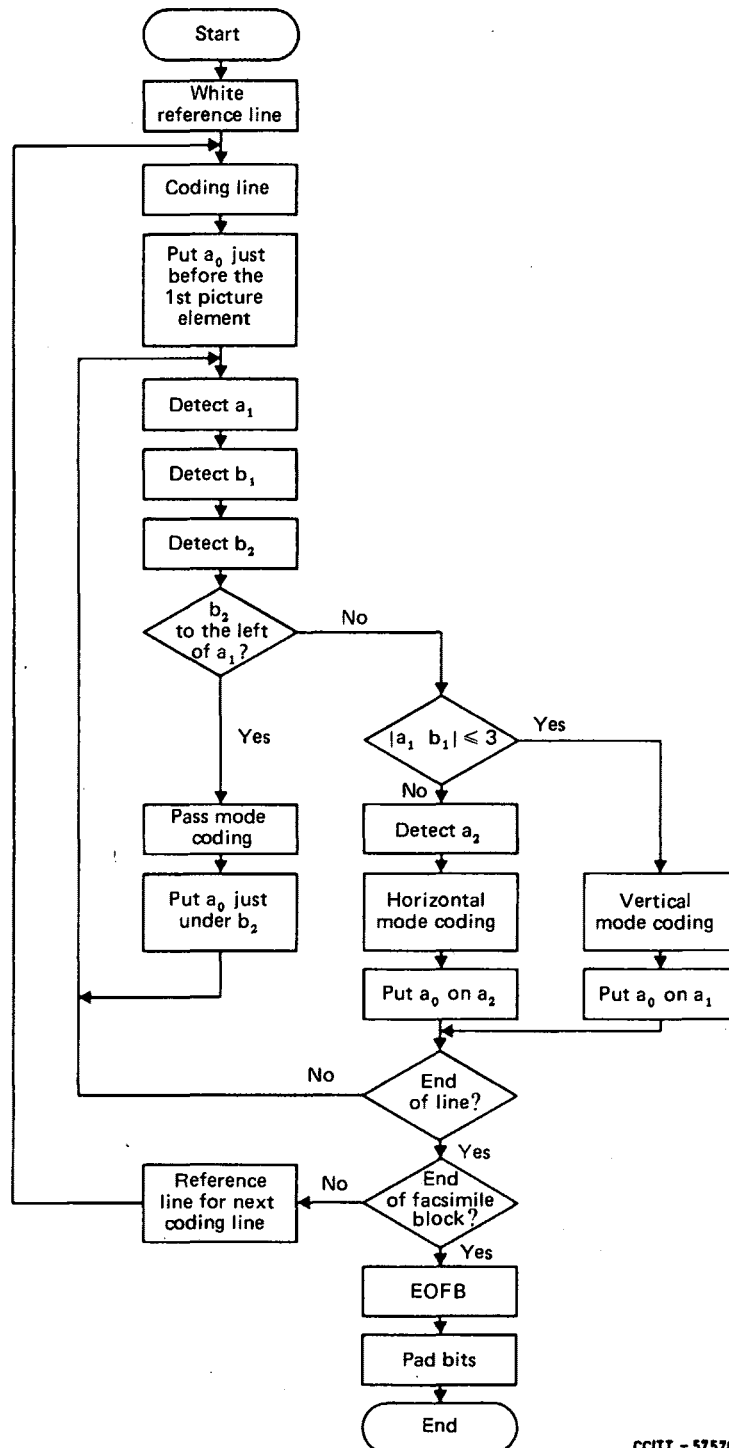 Start
White
reference line
Coding line
Put a₀ just
before the
1st picture
element
Detect a₁
Detect b₁
Detect b₂
b₂
to the left
of a₁?
No
Yes
|a₁ b₁| ⩽ 3
Yes
No
Pass mode
coding
Detect a₂
Put a₀ just
under b₂
Horizontal
mode coding
Vertical
mode coding
Put a₀ on a₂
Put a₀ on a₁
No
End
of line?
Yes
Reference
line for next
coding line
No
End
of facsimile
block?
Yes
EOFB
Pad bits
End